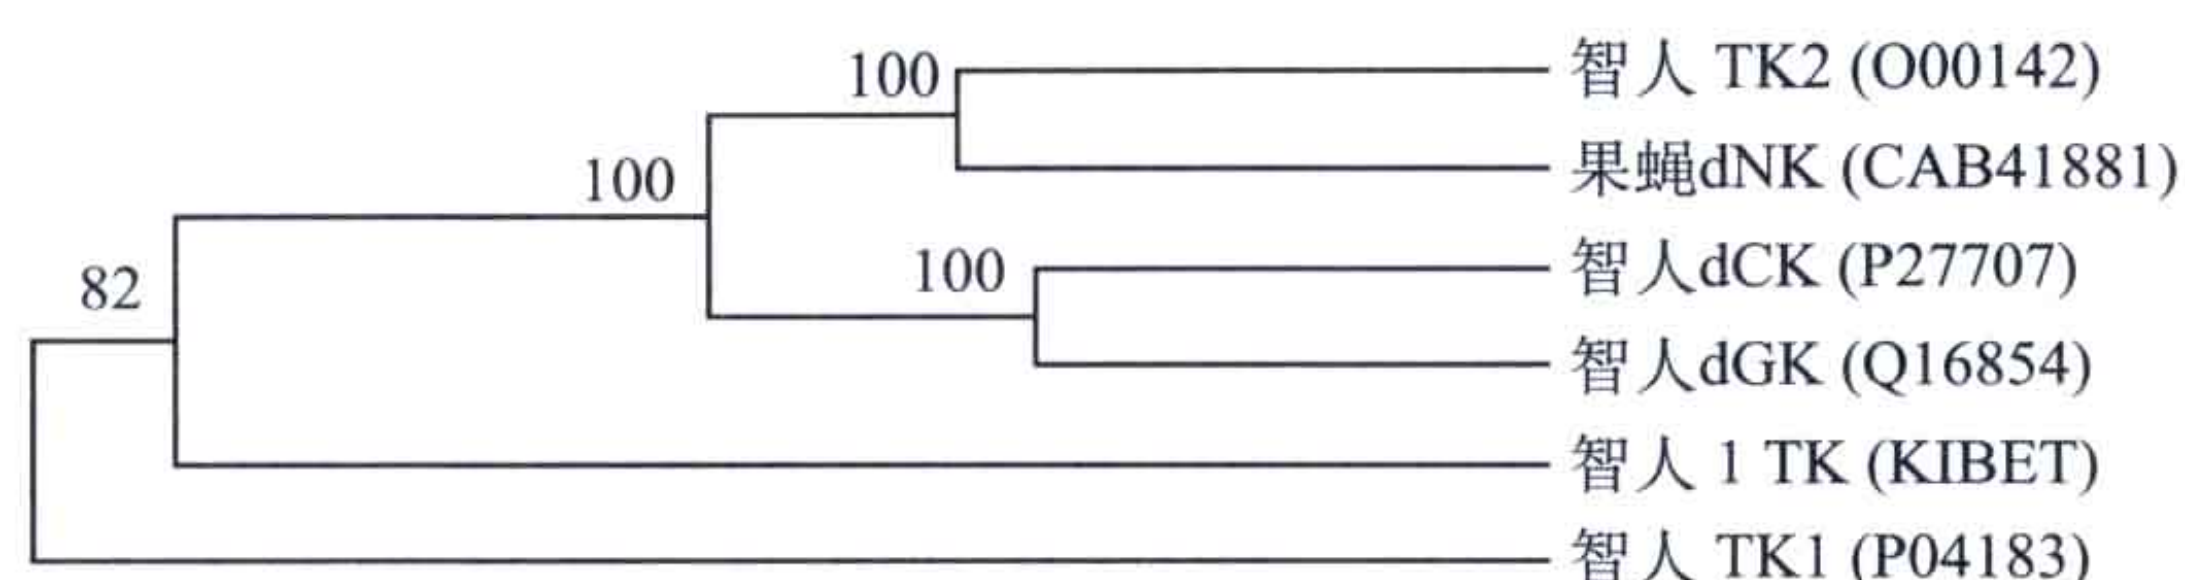 100
智人 TK2 (O00142)
果蝇dNK (CAB41881)
100
100
智人dCK (P27707)
82
智人dGK (Q16854)
智人 1 TK (KIBET)
智人 TK1 (P04183)